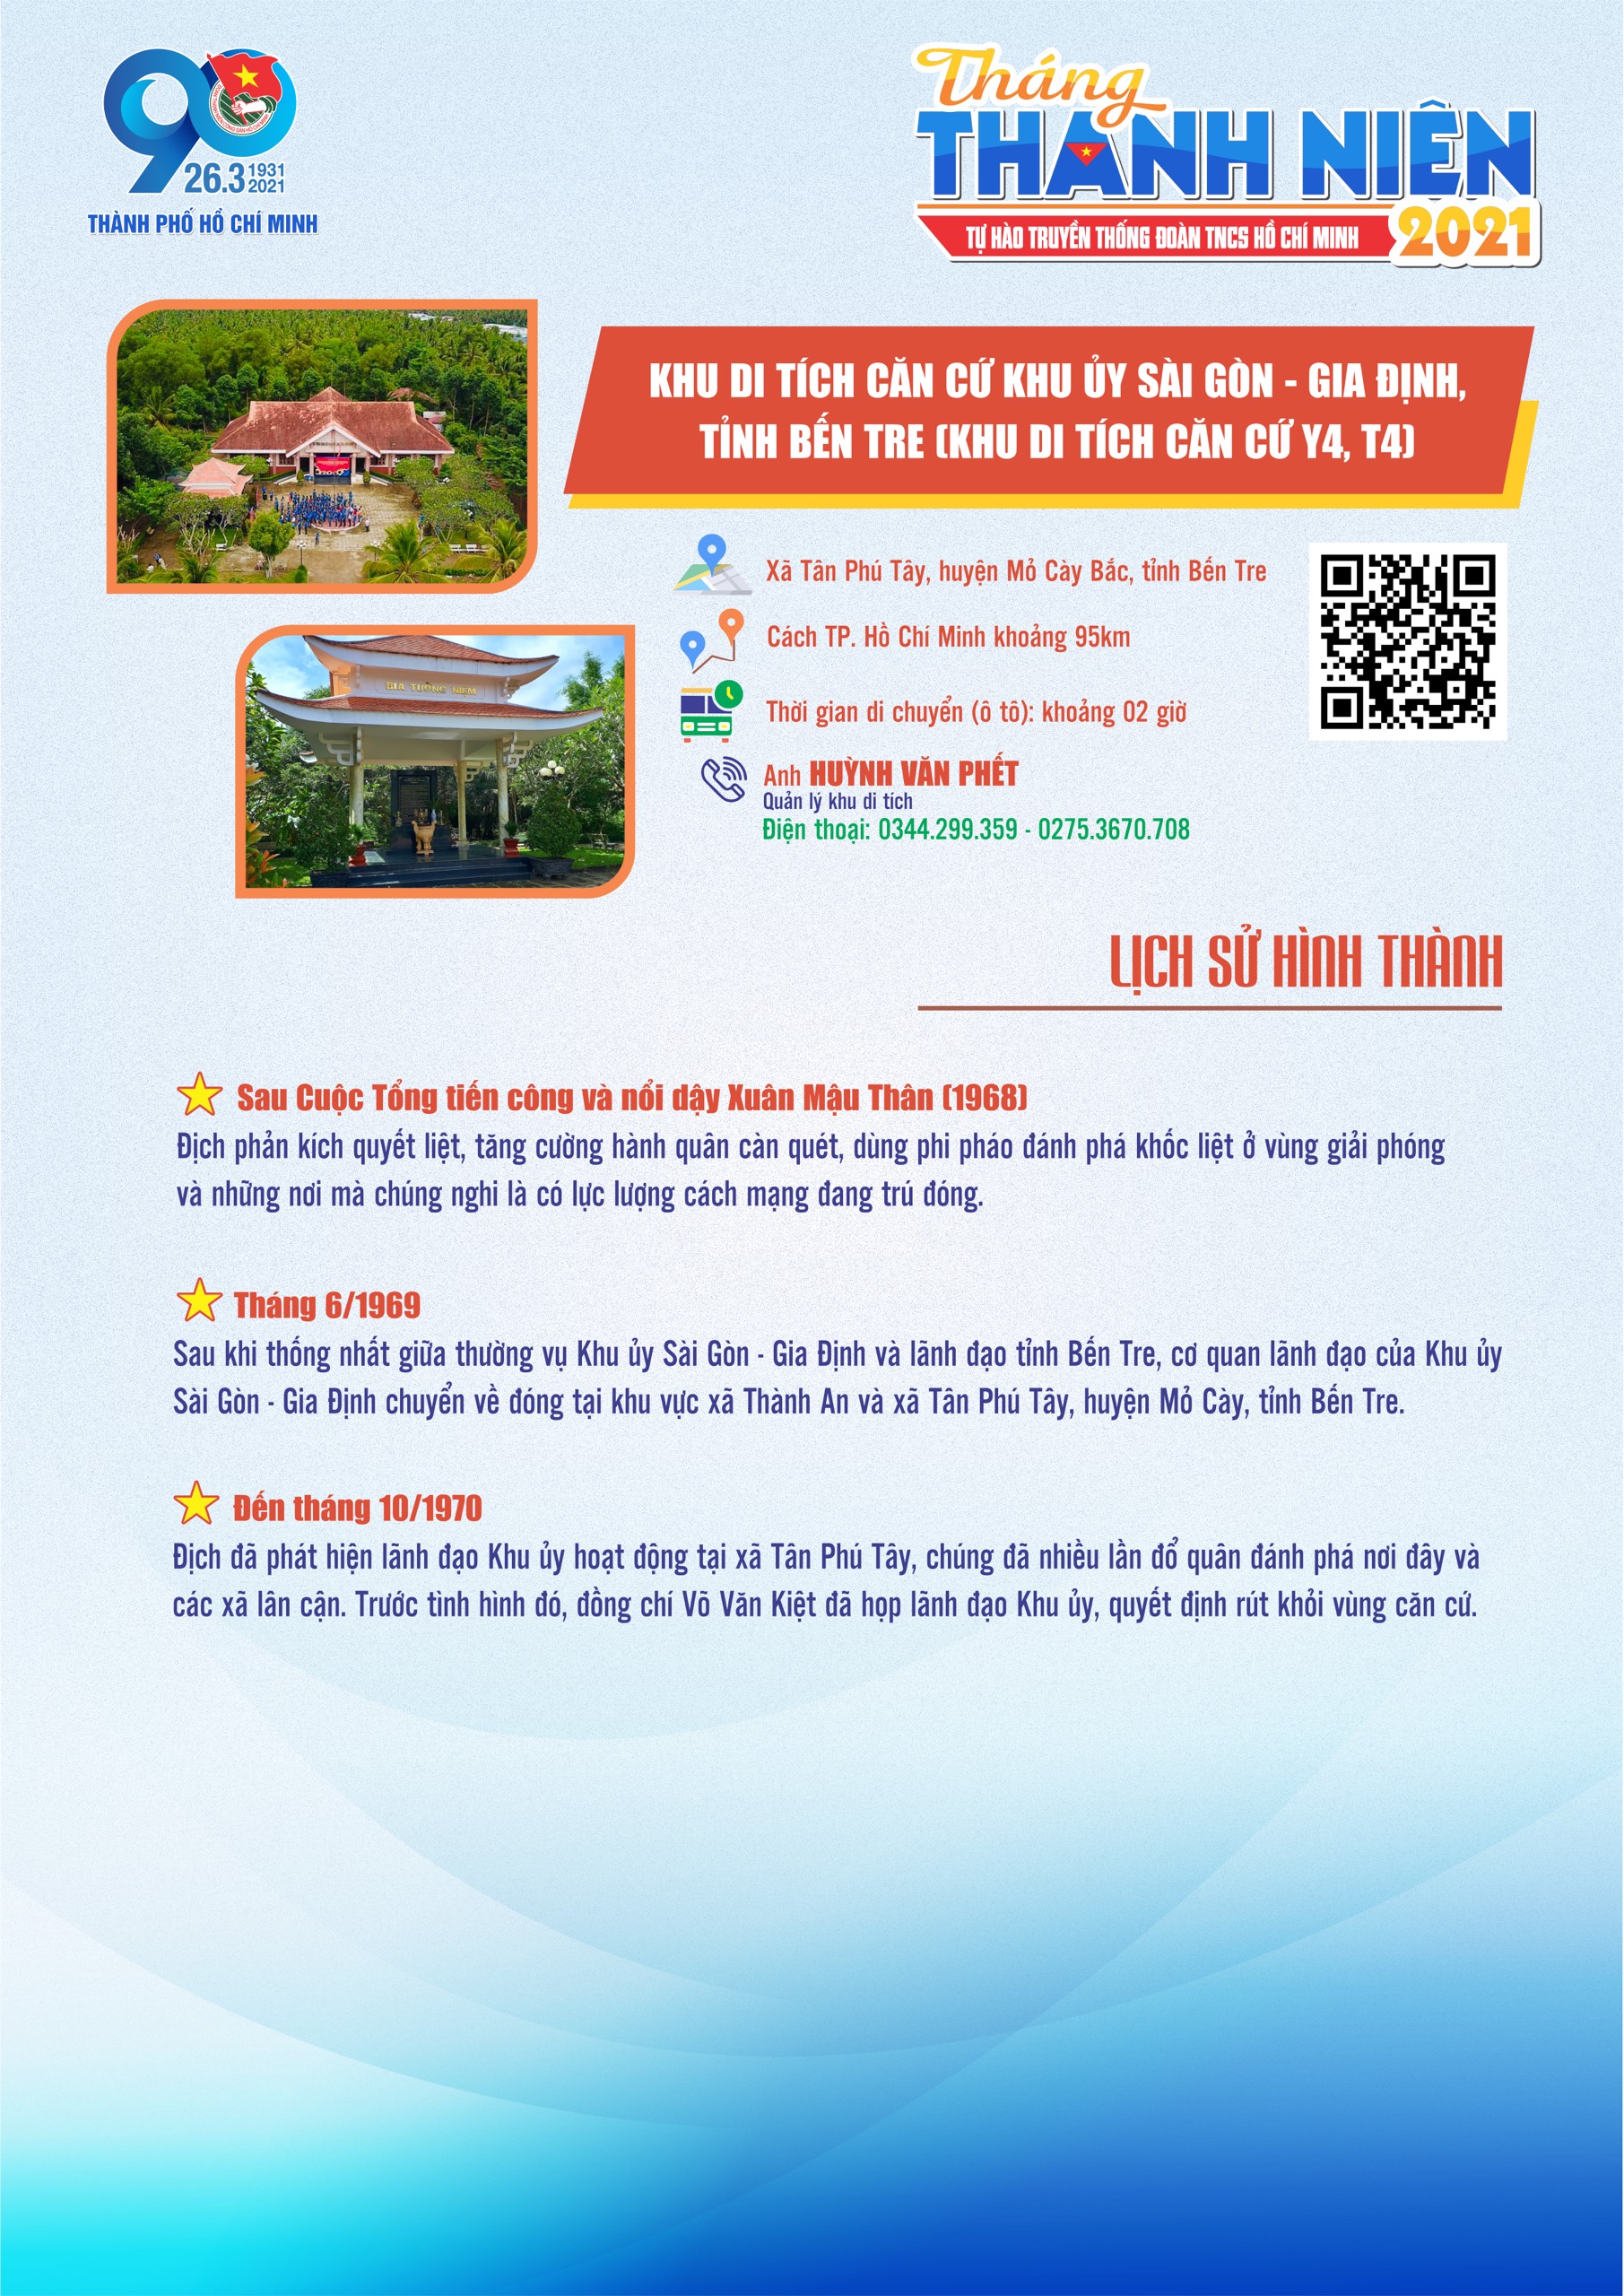 26.3 1931 2021
THÀNH PHỐ HỒ CHÍ MINH
Tháng
THANH NIÊN
2021
TỰ HÀO TRUYỀN THỐNG ĐOÀN TNCS HỒ CHÍ MINH
KHU DI TÍCH CĂN CỨ KHU ỦY SÀI GÒN - GIA ĐỊNH,
TỈNH BẾN TRE (KHU DI TÍCH CĂN CỨ Y4, T4)
Xã Tân Phú Tây, huyện Mỏ Cày Bắc, tỉnh Bến Tre
Cách TP. Hồ Chí Minh khoảng 95km
Thời gian di chuyển (ô tô): khoảng 02 giờ
Anh HUỲNH VĂN PHẾT
Quản lý khu di tích
Điện thoại: 0344.299.359 - 0275.3670.708
BIA TƯỞNG NIỆM
LỊCH SỬ HÌNH THÀNH
Sau Cuộc Tổng tiến công và nổi dậy Xuân Mậu Thân (1968)
Địch phản kích quyết liệt, tăng cường hành quân càn quét, dùng phi pháo đánh phá khốc liệt ở vùng giải phóng
và những nơi mà chúng nghi là có lực lượng cách mạng đang trú đóng.
Tháng 6/1969
Sau khi thống nhất giữa thường vụ Khu ủy Sài Gòn - Gia Định và lãnh đạo tỉnh Bến Tre, cơ quan lãnh đạo của Khu ủy
Sài Gòn - Gia Định chuyển về đóng tại khu vực xã Thành An và xã Tân Phú Tây, huyện Mỏ Cày, tỉnh Bến Tre.
Đến tháng 10/1970
Địch đã phát hiện lãnh đạo Khu ủy hoạt động tại xã Tân Phú Tây, chúng đã nhiều lần đổ quân đánh phá nơi đây và
các xã lân cận. Trước tình hình đó, đồng chí Võ Văn Kiệt đã họp lãnh đạo Khu ủy, quyết định rút khỏi vùng căn cứ.